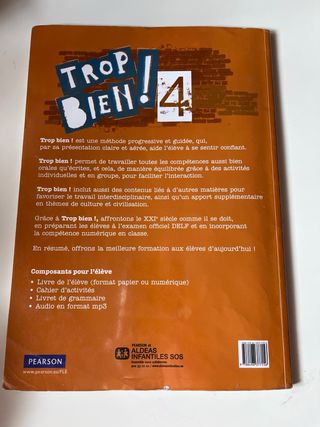 TROP
BIEN! 4
Trop bien ! est une méthode progressive et guidée, qui,
par sa présentation claire et aérée, aide l'élève à se sentir confiant.
Trop bien ! permet de travailler toutes les compétences aussi bien
orales qu'écrites, et cela, de manière équilibrée grâce à des activités
individuelles et en groupe, pour faciliter l'interaction.
Trop bien ! inclut aussi des contenus liés à d'autres matières pour
favoriser le travail interdisciplinaire, ainsi qu'un apport supplémentaire
en thèmes de culture et civilisation.
Grâce à Trop bien !, affrontons le XXIe siècle comme il se doit,
en préparant les élèves à l'examen officiel DELF et en incorporant
la compétence numérique en classe.
En résumé, offrons la meilleure formation aux élèves d'aujourd'hui !
Composants pour l'élève
• Livre de l'élève (format papier ou numérique)
• Cahier d'activités
• Livret de grammaire
• Audio en format mp3
PEARSON
www.pearson.es/FLE
PEARSON et
ALDEAS
INFANTILES SOS